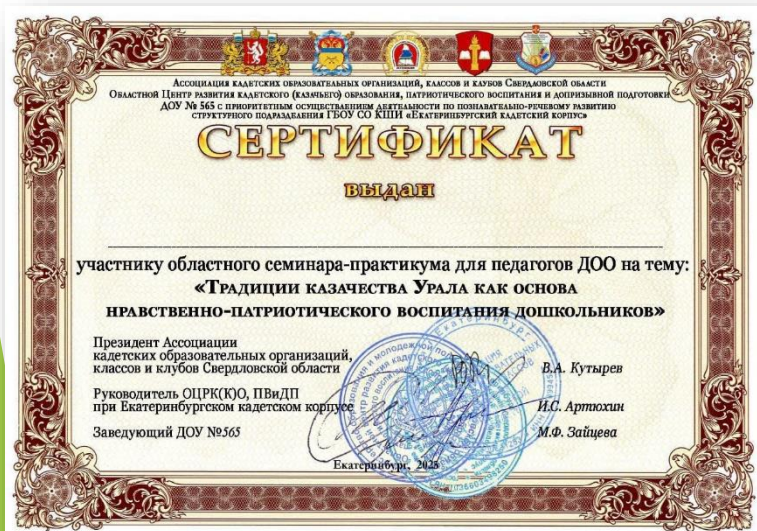 Ассоциация кадетских образовательных организаций, классов и клубов Свердловской области
Областной Центр развития кадетского (казачьего) образования, патриотического воспитания и допризывной подготовки
ДОУ № 565 с приоритетным осуществлением деятельности по познавательно-речевому развитию
структурного подразделения ГБОУ СО КШИ «Екатеринбургский кадетский корпус»
СЕРТИФИКАТ
выдан
участнику областного семинара-практикума для педагогов ДОО на тему:
«Традиции казачества Урала как основа
нравственно-патриотического воспитания дошкольников»
Президент Ассоциации
кадетских образовательных организаций,
классов и клубов Свердловской области
В.А. Кутырев
Руководитель ОЦРК(К)О, ПВиДП
при Екатеринбургском кадетском корпусе
И.С. Артюхин
Заведующий ДОУ №565
М.Ф. Зайцева
Екатеринбург, 2023